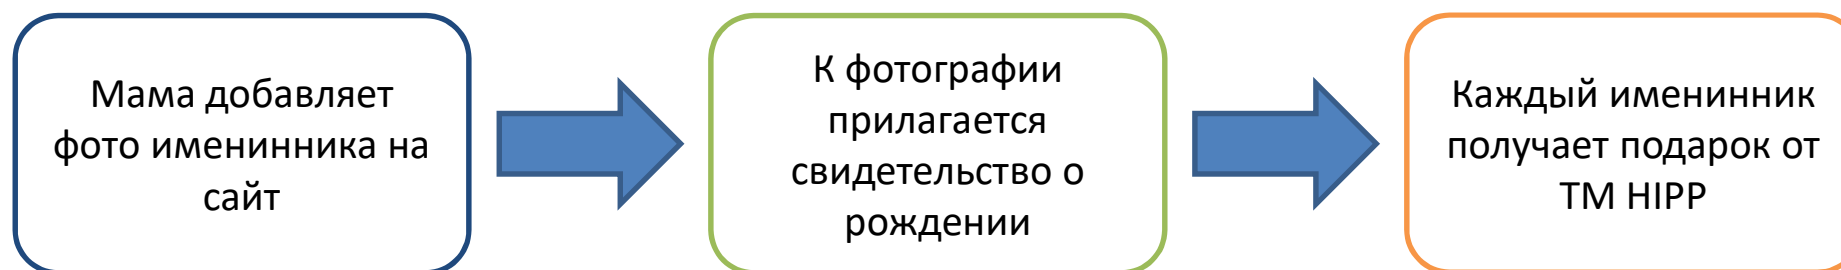 Мама добавляет
фото именинника на
сайт
К фотографии
прилагается
свидетельство о
рождении
Каждый именинник
получает подарок от
ТМ HIPP